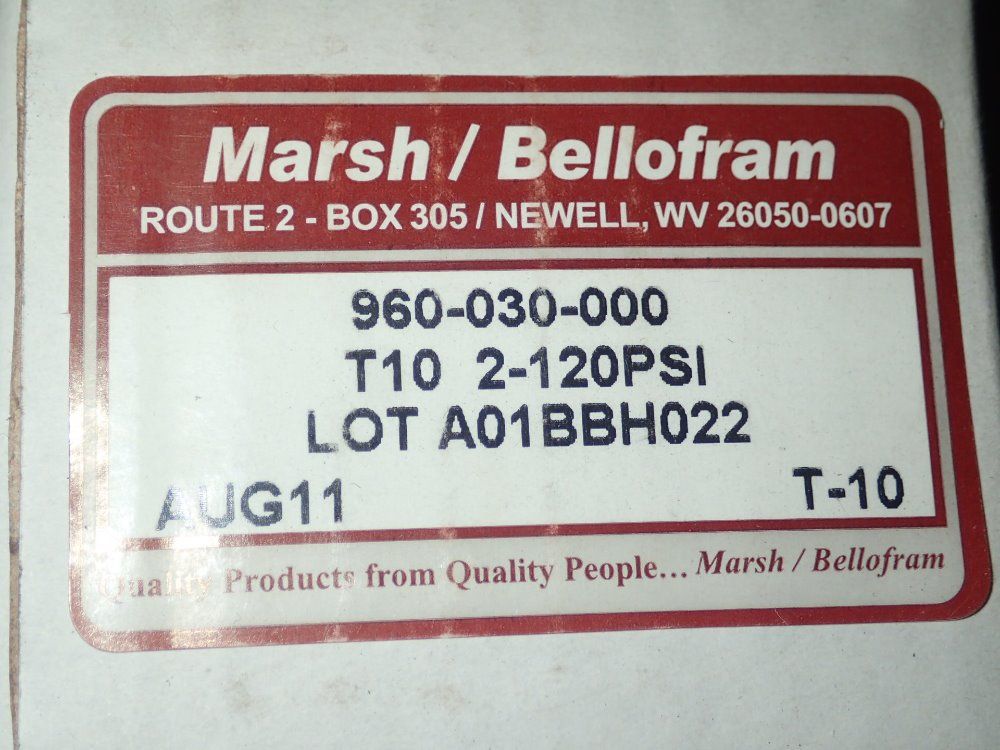 Marsh / Bellofram
ROUTE 2 - BOX 305 / NEWELL, WV 26050-0607
960-030-000
T10 2-120PSI
LOT A01BBH022
AUG11 T-10
Quality Products from Quality People... Marsh / Bellofram